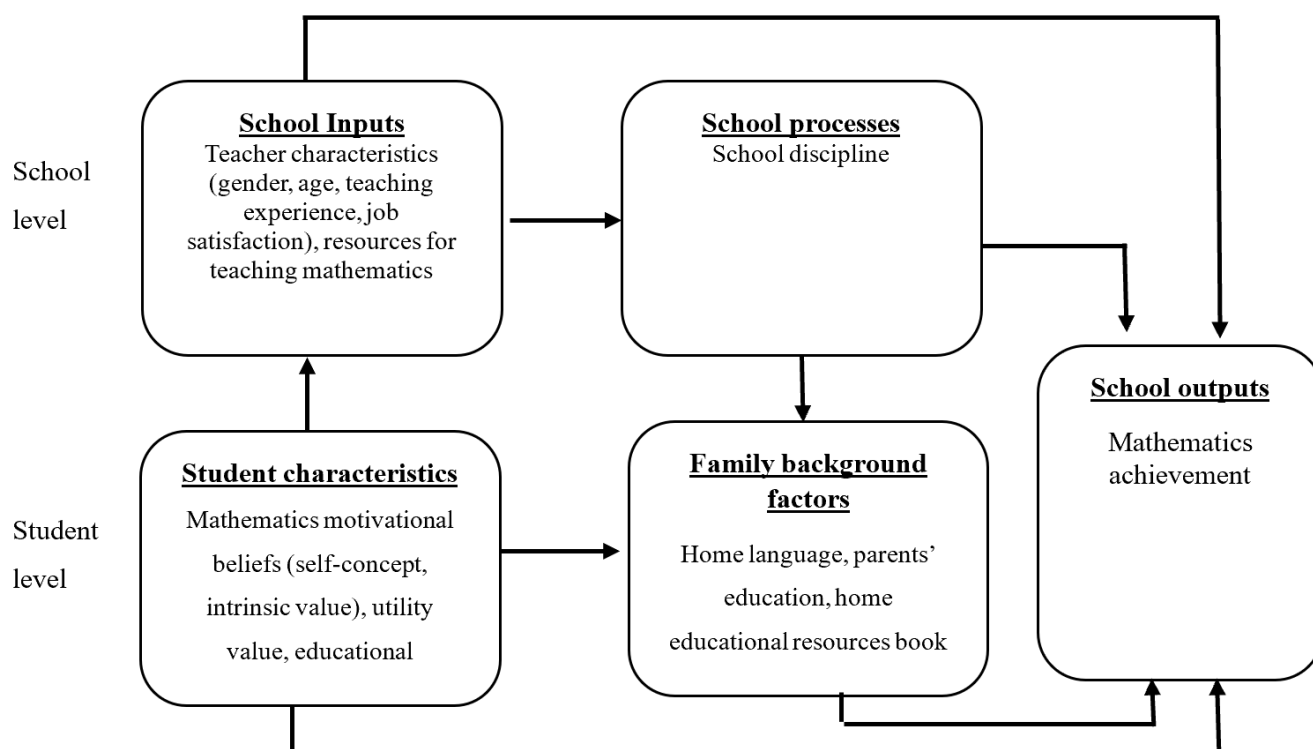 School
level
School Inputs
Teacher characteristics
(gender, age, teaching
experience, job
satisfaction), resources for
teaching mathematics
School processes
School discipline
School outputs
Mathematics
achievement
Student
level
Student characteristics
Mathematics motivational
beliefs (self-concept,
intrinsic value), utility
value, educational
Family background
factors
Home language, parents’
education, home
educational resources book